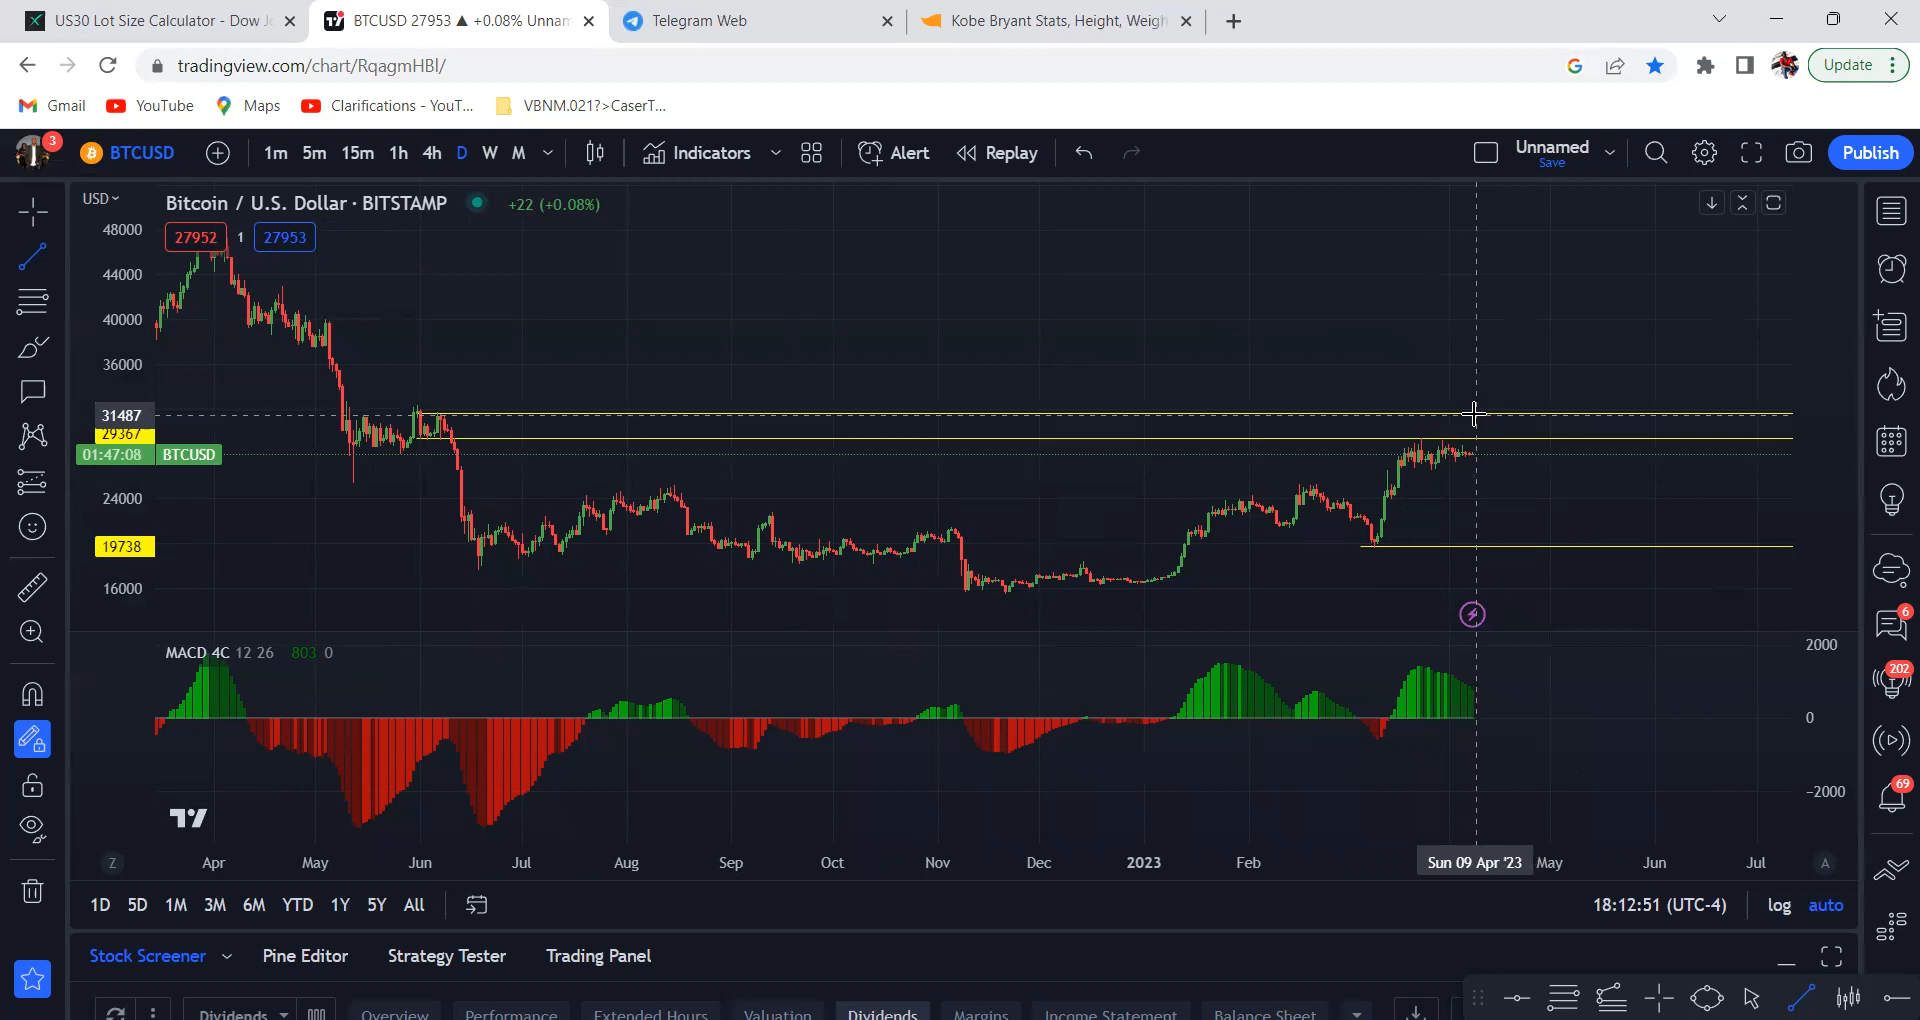 US30 Lot Size Calculator - Dow
BTCUSD 27953 ▲ +0.08% Unnam
Telegram Web
Kobe Bryant Stats, Height, Weigh
tradingview.com/chart/RqagmHBl/
Update
Gmail
YouTube
Maps
Clarifications - YouT...
VBNM.021?>CaserT...
3
BTCUSD
1m 5m 15m 1h 4h D W M
Indicators
Alert
Replay
Unnamed
Save
Publish
USD
Bitcoin / U.S. Dollar · BITSTAMP
+22 (+0.08%)
27952 1 27953
48000
44000
40000
36000
31487
29367
01:47:08 BTCUSD
24000
19738
16000
MACD 4C 12 26 803 0
2000
0
−2000
6
202
69
Z Apr May Jun Jul Aug Sep Oct Nov Dec 2023 Feb Sun 09 Apr '23 May Jun Jul A
1D 5D 1M 3M 6M YTD 1Y 5Y All
18:12:51 (UTC-4) log auto
Stock Screener Pine Editor Strategy Tester Trading Panel
Dividends Overview Performance Extended Hours Valuation Dividends Margins Income Statement Balance Sheet